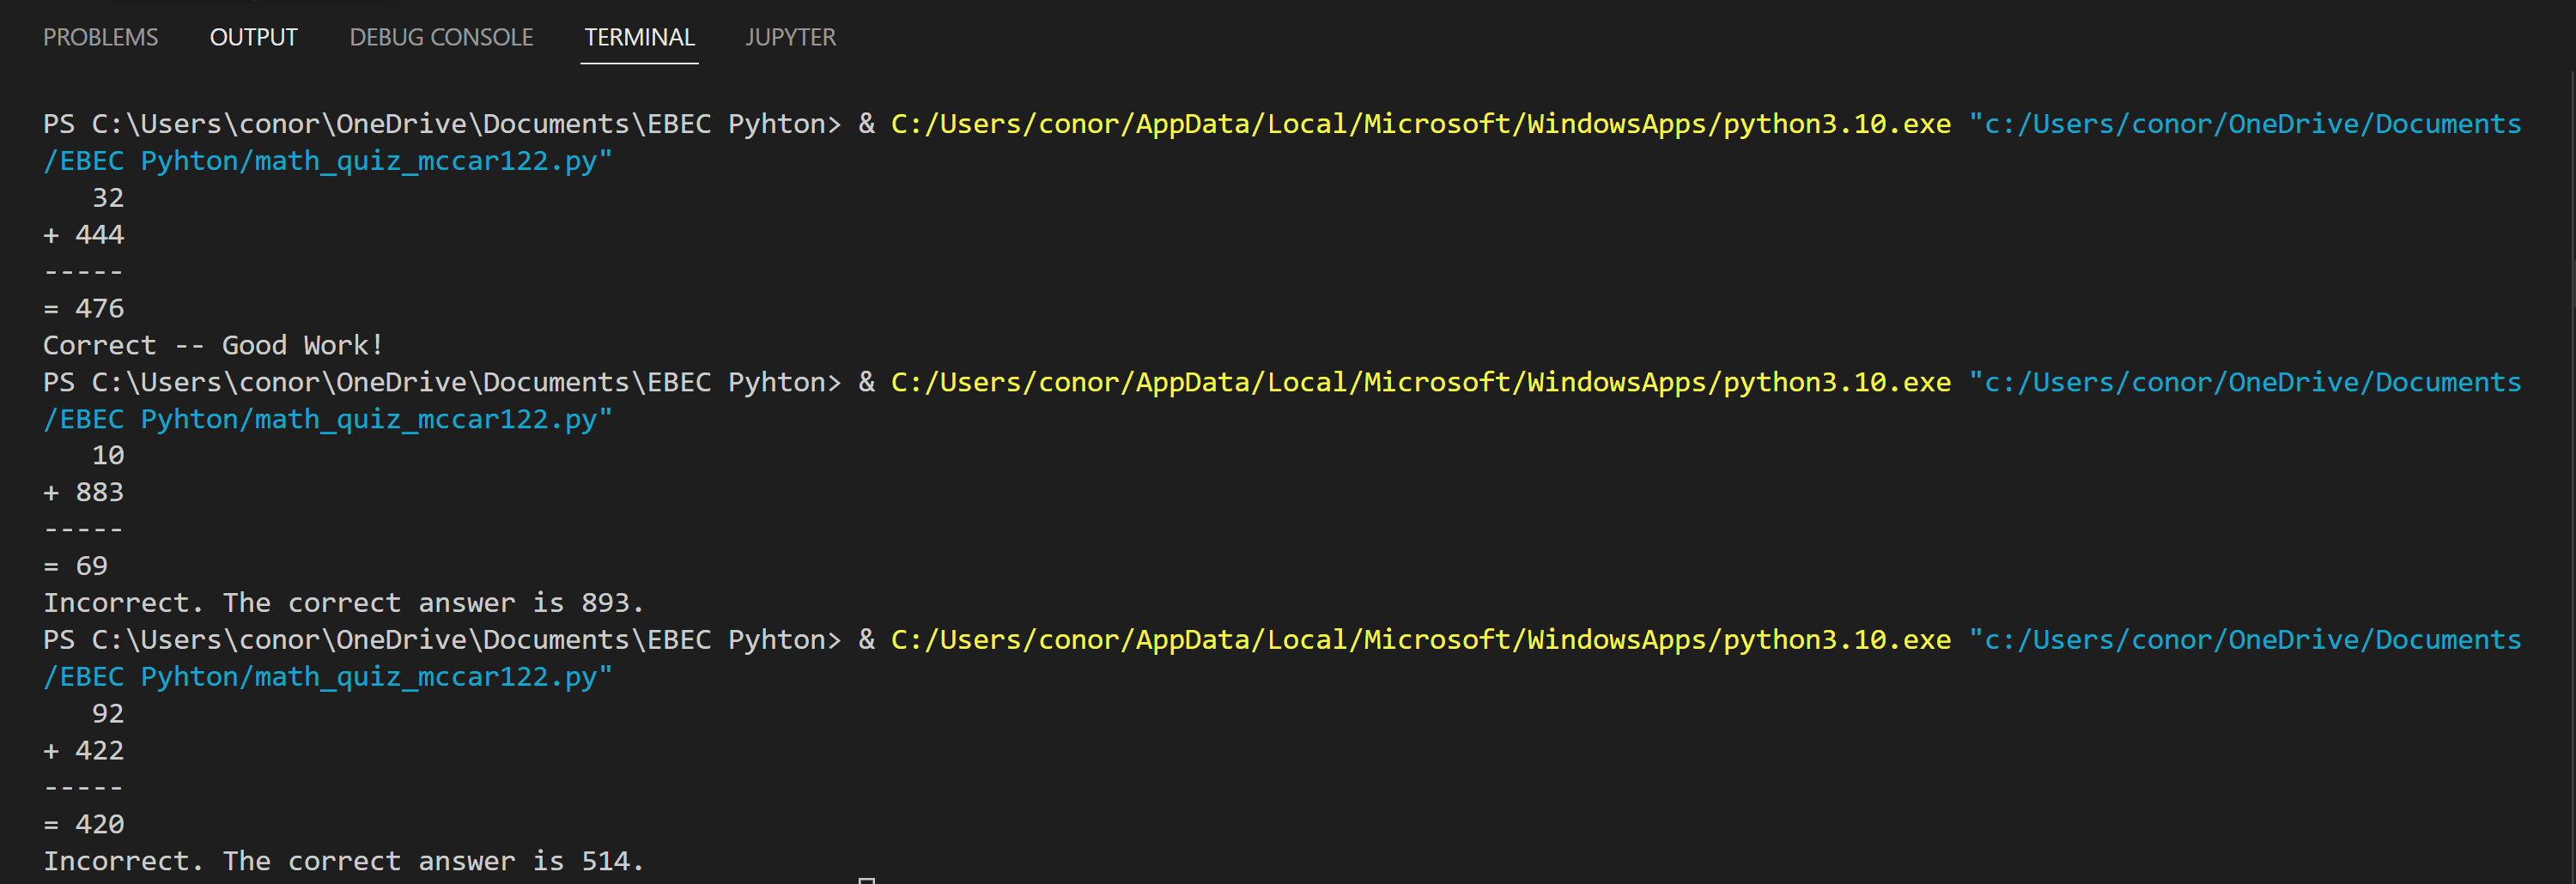 PROBLEMS OUTPUT DEBUG CONSOLE TERMINAL JUPYTER
PS C:\Users\conor\OneDrive\Documents\EBEC Pyhton> & C:/Users/conor/AppData/Local/Microsoft/WindowsApps/python3.10.exe "c:/Users/conor/OneDrive/Documents
/EBEC Pyhton/math_quiz_mccar122.py"
   32
+ 444
-----
= 476
Correct -- Good Work!
PS C:\Users\conor\OneDrive\Documents\EBEC Pyhton> & C:/Users/conor/AppData/Local/Microsoft/WindowsApps/python3.10.exe "c:/Users/conor/OneDrive/Documents
/EBEC Pyhton/math_quiz_mccar122.py"
   10
+ 883
-----
= 69
Incorrect. The correct answer is 893.
PS C:\Users\conor\OneDrive\Documents\EBEC Pyhton> & C:/Users/conor/AppData/Local/Microsoft/WindowsApps/python3.10.exe "c:/Users/conor/OneDrive/Documents
/EBEC Pyhton/math_quiz_mccar122.py"
   92
+ 422
-----
= 420
Incorrect. The correct answer is 514.